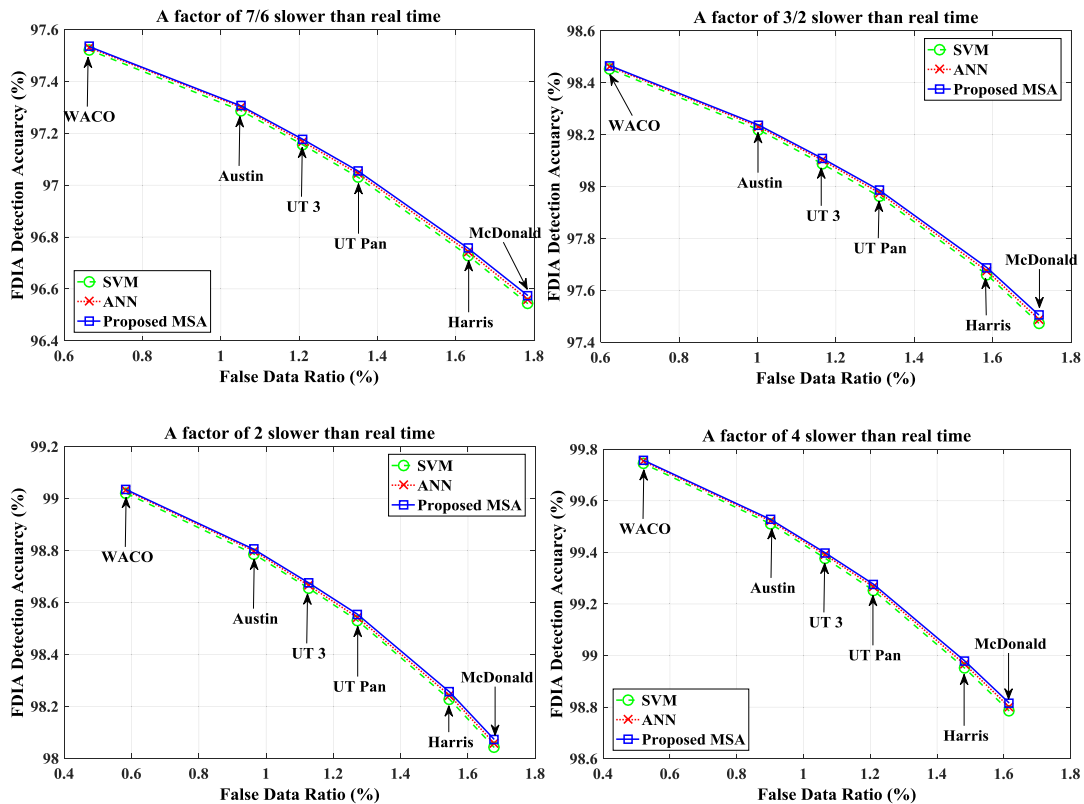 A factor of 7/6 slower than real time
97.6
97.4
97.2
97
96.8
96.6
96.4
FDIA Detection Accuarcy (%)
WACO
Austin
UT 3
UT Pan
Harris
McDonald
SVM
ANN
Proposed MSA
0.6 0.8 1 1.2 1.4 1.6 1.8
False Data Ratio (%)
A factor of 3/2 slower than real time
98.6
98.4
98.2
98
97.8
97.6
97.4
FDIA Detection Accuarcy (%)
SVM
ANN
Proposed MSA
WACO
Austin
UT 3
UT Pan
Harris
McDonald
0.6 0.8 1 1.2 1.4 1.6 1.8
False Data Ratio (%)
A factor of 2 slower than real time
99.2
99
98.8
98.6
98.4
98.2
98
FDIA Detection Accuarcy (%)
SVM
ANN
Proposed MSA
WACO
Austin
UT 3
UT Pan
Harris
McDonald
0.4 0.6 0.8 1 1.2 1.4 1.6 1.8
False Data Ratio (%)
A factor of 4 slower than real time
99.8
99.6
99.4
99.2
99
98.8
98.6
FDIA Detection Accuarcy (%)
WACO
Austin
UT 3
UT Pan
McDonald
Harris
SVM
ANN
Proposed MSA
0.4 0.6 0.8 1 1.2 1.4 1.6 1.8
False Data Ratio (%)